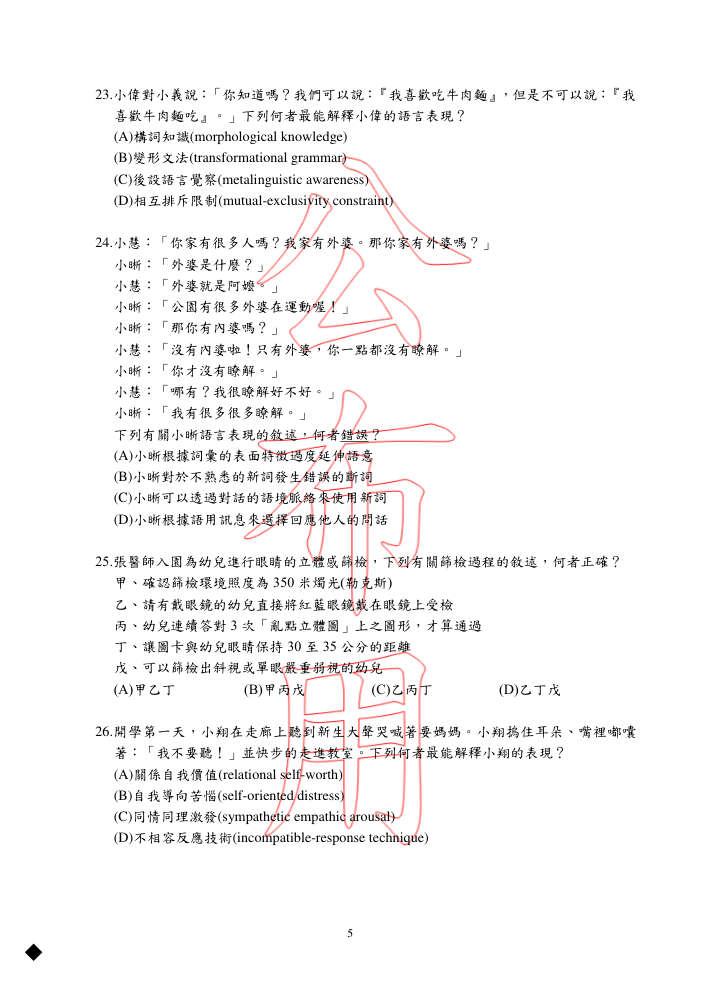 23.小偉對小義說：「你知道嗎？我們可以說：『我喜歡吃牛肉麵』，但是不可以說：『我
喜歡牛肉麵吃』。」下列何者最能解釋小偉的語言表現？
(A)構詞知識(morphological knowledge)
(B)變形文法(transformational grammar)
(C)後設語言覺察(metalinguistic awareness)
(D)相互排斥限制(mutual-exclusivity constraint)
24.小慧：「你家有很多人嗎？我家有外婆。那你家有外婆嗎？」
小晰：「外婆是什麼？」
小慧：「外婆就是阿嬤。」
小晰：「公園有很多外婆在運動喔！」
小晰：「那你有內婆嗎？」
小慧：「沒有內婆啦！只有外婆，你一點都沒有瞭解。」
小晰：「你才沒有瞭解。」
小慧：「哪有？我很瞭解好不好。」
小晰：「我有很多很多瞭解。」
下列有關小晰語言表現的敘述，何者錯誤？
(A)小晰根據詞彙的表面特徵過度延伸語意
(B)小晰對於不熟悉的新詞發生錯誤的斷詞
(C)小晰可以透過對話的語境脈絡來使用新詞
(D)小晰根據語用訊息來選擇回應他人的問話
25.張醫師入園為幼兒進行眼睛的立體感篩檢，下列有關篩檢過程的敘述，何者正確？
甲、確認篩檢環境照度為 350 米燭光(勒克斯)
乙、請有戴眼鏡的幼兒直接將紅藍眼鏡戴在眼鏡上受檢
丙、幼兒連續答對 3 次「亂點立體圖」上之圖形，才算通過
丁、讓圖卡與幼兒眼睛保持 30 至 35 公分的距離
戊、可以篩檢出斜視或單眼嚴重弱視的幼兒
(A)甲乙丁 (B)甲丙戊 (C)乙丙丁 (D)乙丁戊
26.開學第一天，小翔在走廊上聽到新生大聲哭喊著要媽媽。小翔摀住耳朵、嘴裡嘟囔
著：「我不要聽！」並快步的走進教室。下列何者最能解釋小翔的表現？
(A)關係自我價值(relational self-worth)
(B)自我導向苦惱(self-oriented distress)
(C)同情同理激發(sympathetic empathic arousal)
(D)不相容反應技術(incompatible-response technique)
公布用
5